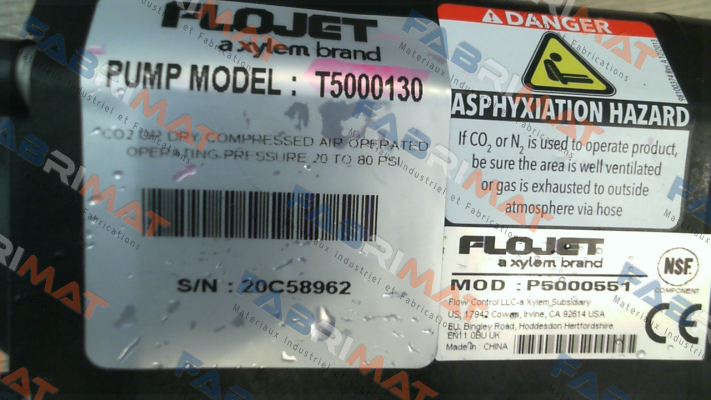 FLOJET
a xylem brand
PUMP MODEL : T5000130
CO2 OR DRY COMPRESSED AIR OPERATED
OPERATING PRESSURE 20 TO 80 PSI
S/N : 20C58962
DANGER
ASPHYXIATION HAZARD
If CO2 or N2 is used to operate product,
be sure the area is well ventilated
or gas is exhausted to outside
atmosphere via hose
FLOJET
a xylem brand
MOD : P5000551
Flow Control LLC-a Xylem Subsidiary
US, 17942 Cowan, Irvine, CA 92614 USA
EU, Bingley Road, Hoddesdon Hertfordshire
EN11 0BU UK
Made in : CHINA
NSF
COMPONENT
CE
FABRIMAT
Materiaux Industriel et Fabrications